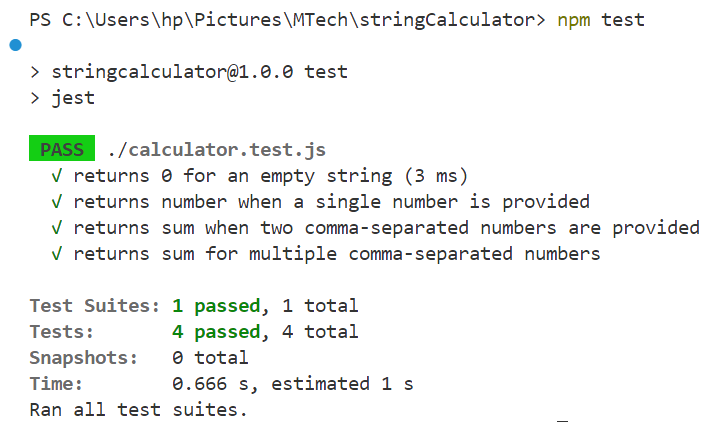 PS C:\Users\hp\Pictures\MTech\stringCalculator> npm test
> stringcalculator@1.0.0 test
> jest
PASS ./calculator.test.js
√ returns 0 for an empty string (3 ms)
√ returns number when a single number is provided
√ returns sum when two comma-separated numbers are provided
√ returns sum for multiple comma-separated numbers
Test Suites: 1 passed, 1 total
Tests: 4 passed, 4 total
Snapshots: 0 total
Time: 0.666 s, estimated 1 s
Ran all test suites.